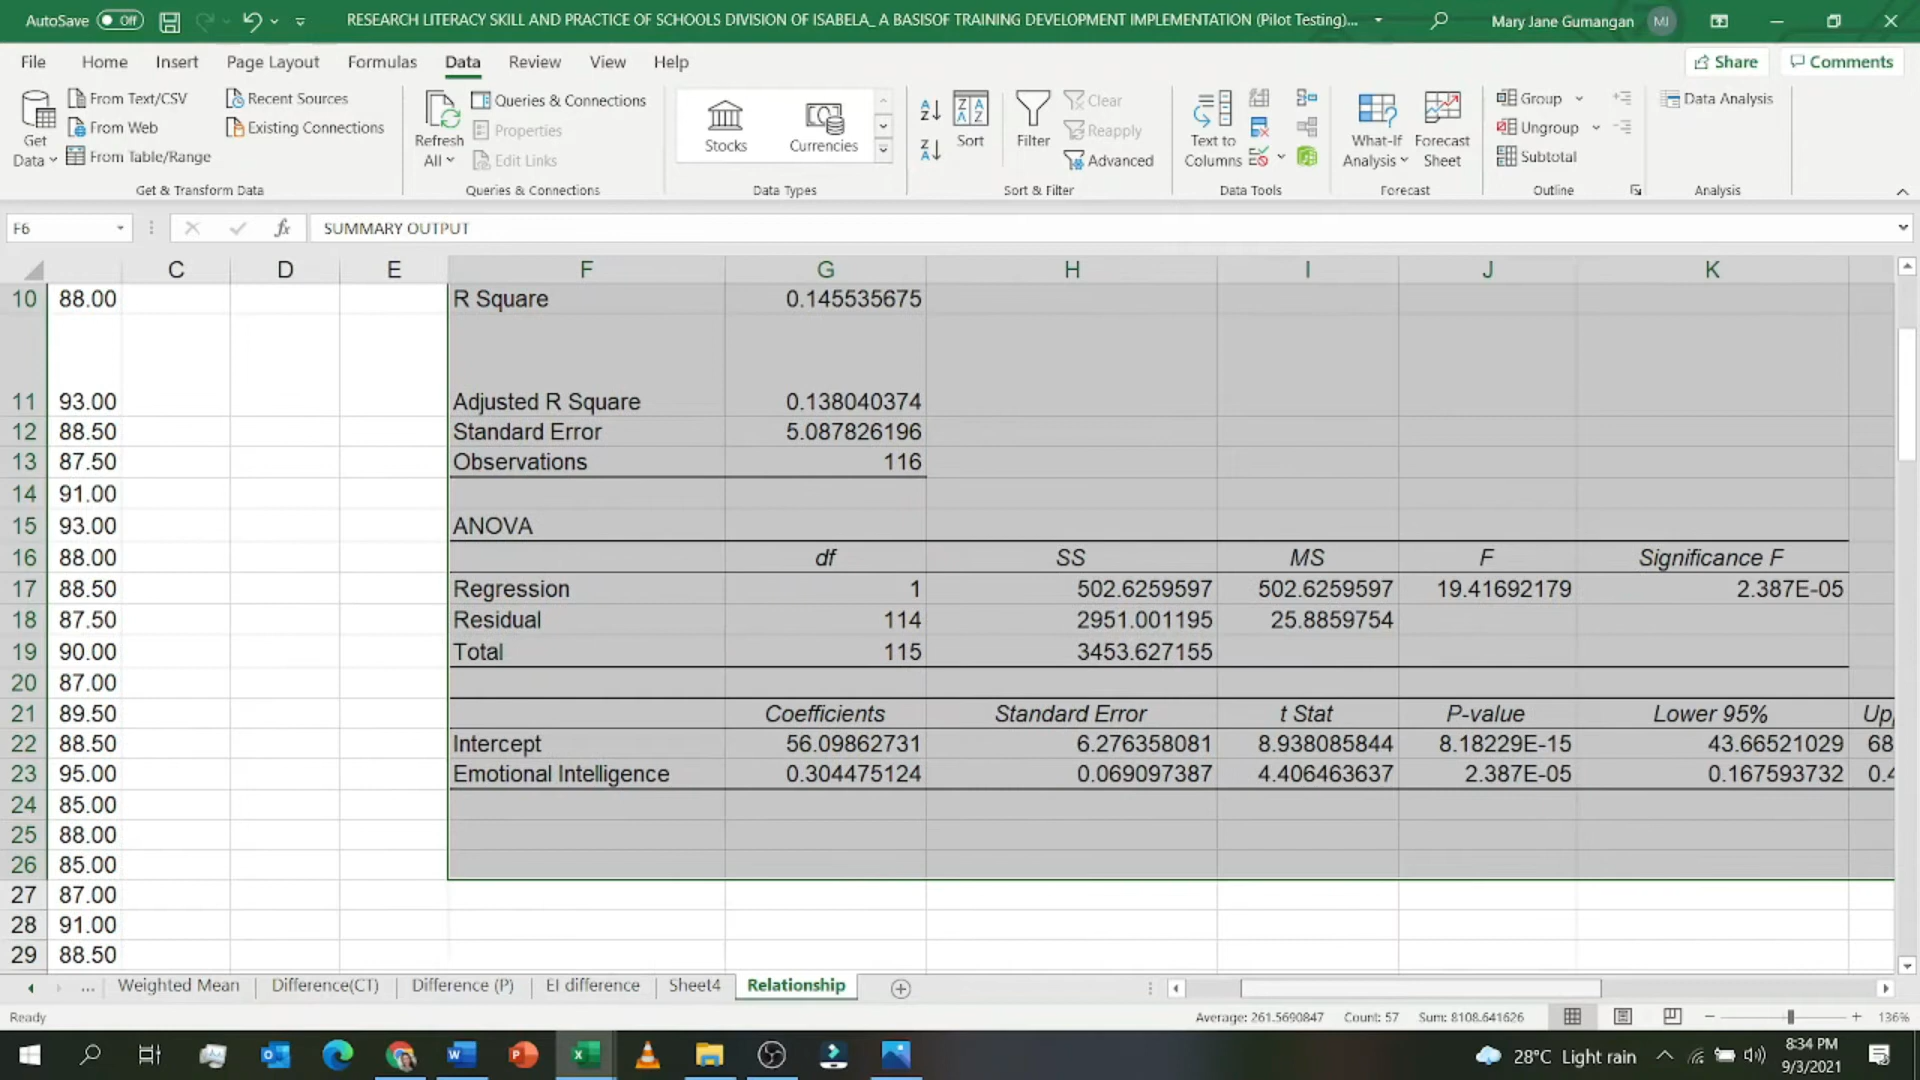 AutoSave Off RESEARCH LITERACY SKILL AND PRACTICE OF SCHOOLS DIVISION OF ISABELA_ A BASISOF TRAINING DEVELOPMENT IMPLEMENTATION (Pilot Testing)... Mary Jane Gumangan MJ
File Home Insert Page Layout Formulas Data Review View Help Share Comments
Get Data
From Text/CSV
From Web
From Table/Range
Recent Sources
Existing Connections
Get & Transform Data
Refresh All
Queries & Connections
Properties
Edit Links
Queries & Connections
Stocks
Currencies
Data Types
Sort
Filter
Clear
Reapply
Advanced
Sort & Filter
Text to Columns
Data Tools
What-If Analysis
Forecast Sheet
Forecast
Group
Ungroup
Subtotal
Outline
Data Analysis
Analysis
F6 fx SUMMARY OUTPUT
C D E F G H I J K
10 88.00 R Square 0.145535675
11 93.00 Adjusted R Square 0.138040374
12 88.50 Standard Error 5.087826196
13 87.50 Observations 116
14 91.00
15 93.00 ANOVA
16 88.00 df SS MS F Significance F
17 88.50 Regression 1 502.6259597 502.6259597 19.41692179 2.387E-05
18 87.50 Residual 114 2951.001195 25.8859754
19 90.00 Total 115 3453.627155
20 87.00
21 89.50 Coefficients Standard Error t Stat P-value Lower 95% Upp
22 88.50 Intercept 56.09862731 6.276358081 8.938085844 8.18229E-15 43.66521029 68
23 95.00 Emotional Intelligence 0.304475124 0.069097387 4.406463637 2.387E-05 0.167593732 0.4
24 85.00
25 88.00
26 85.00
27 87.00
28 91.00
29 88.50
... Weighted Mean Difference(CT) Difference (P) EI difference Sheet4 Relationship
Ready Average: 261.5690847 Count: 57 Sum: 8108.641626 136%
28°C Light rain 8:34 PM
9/3/2021